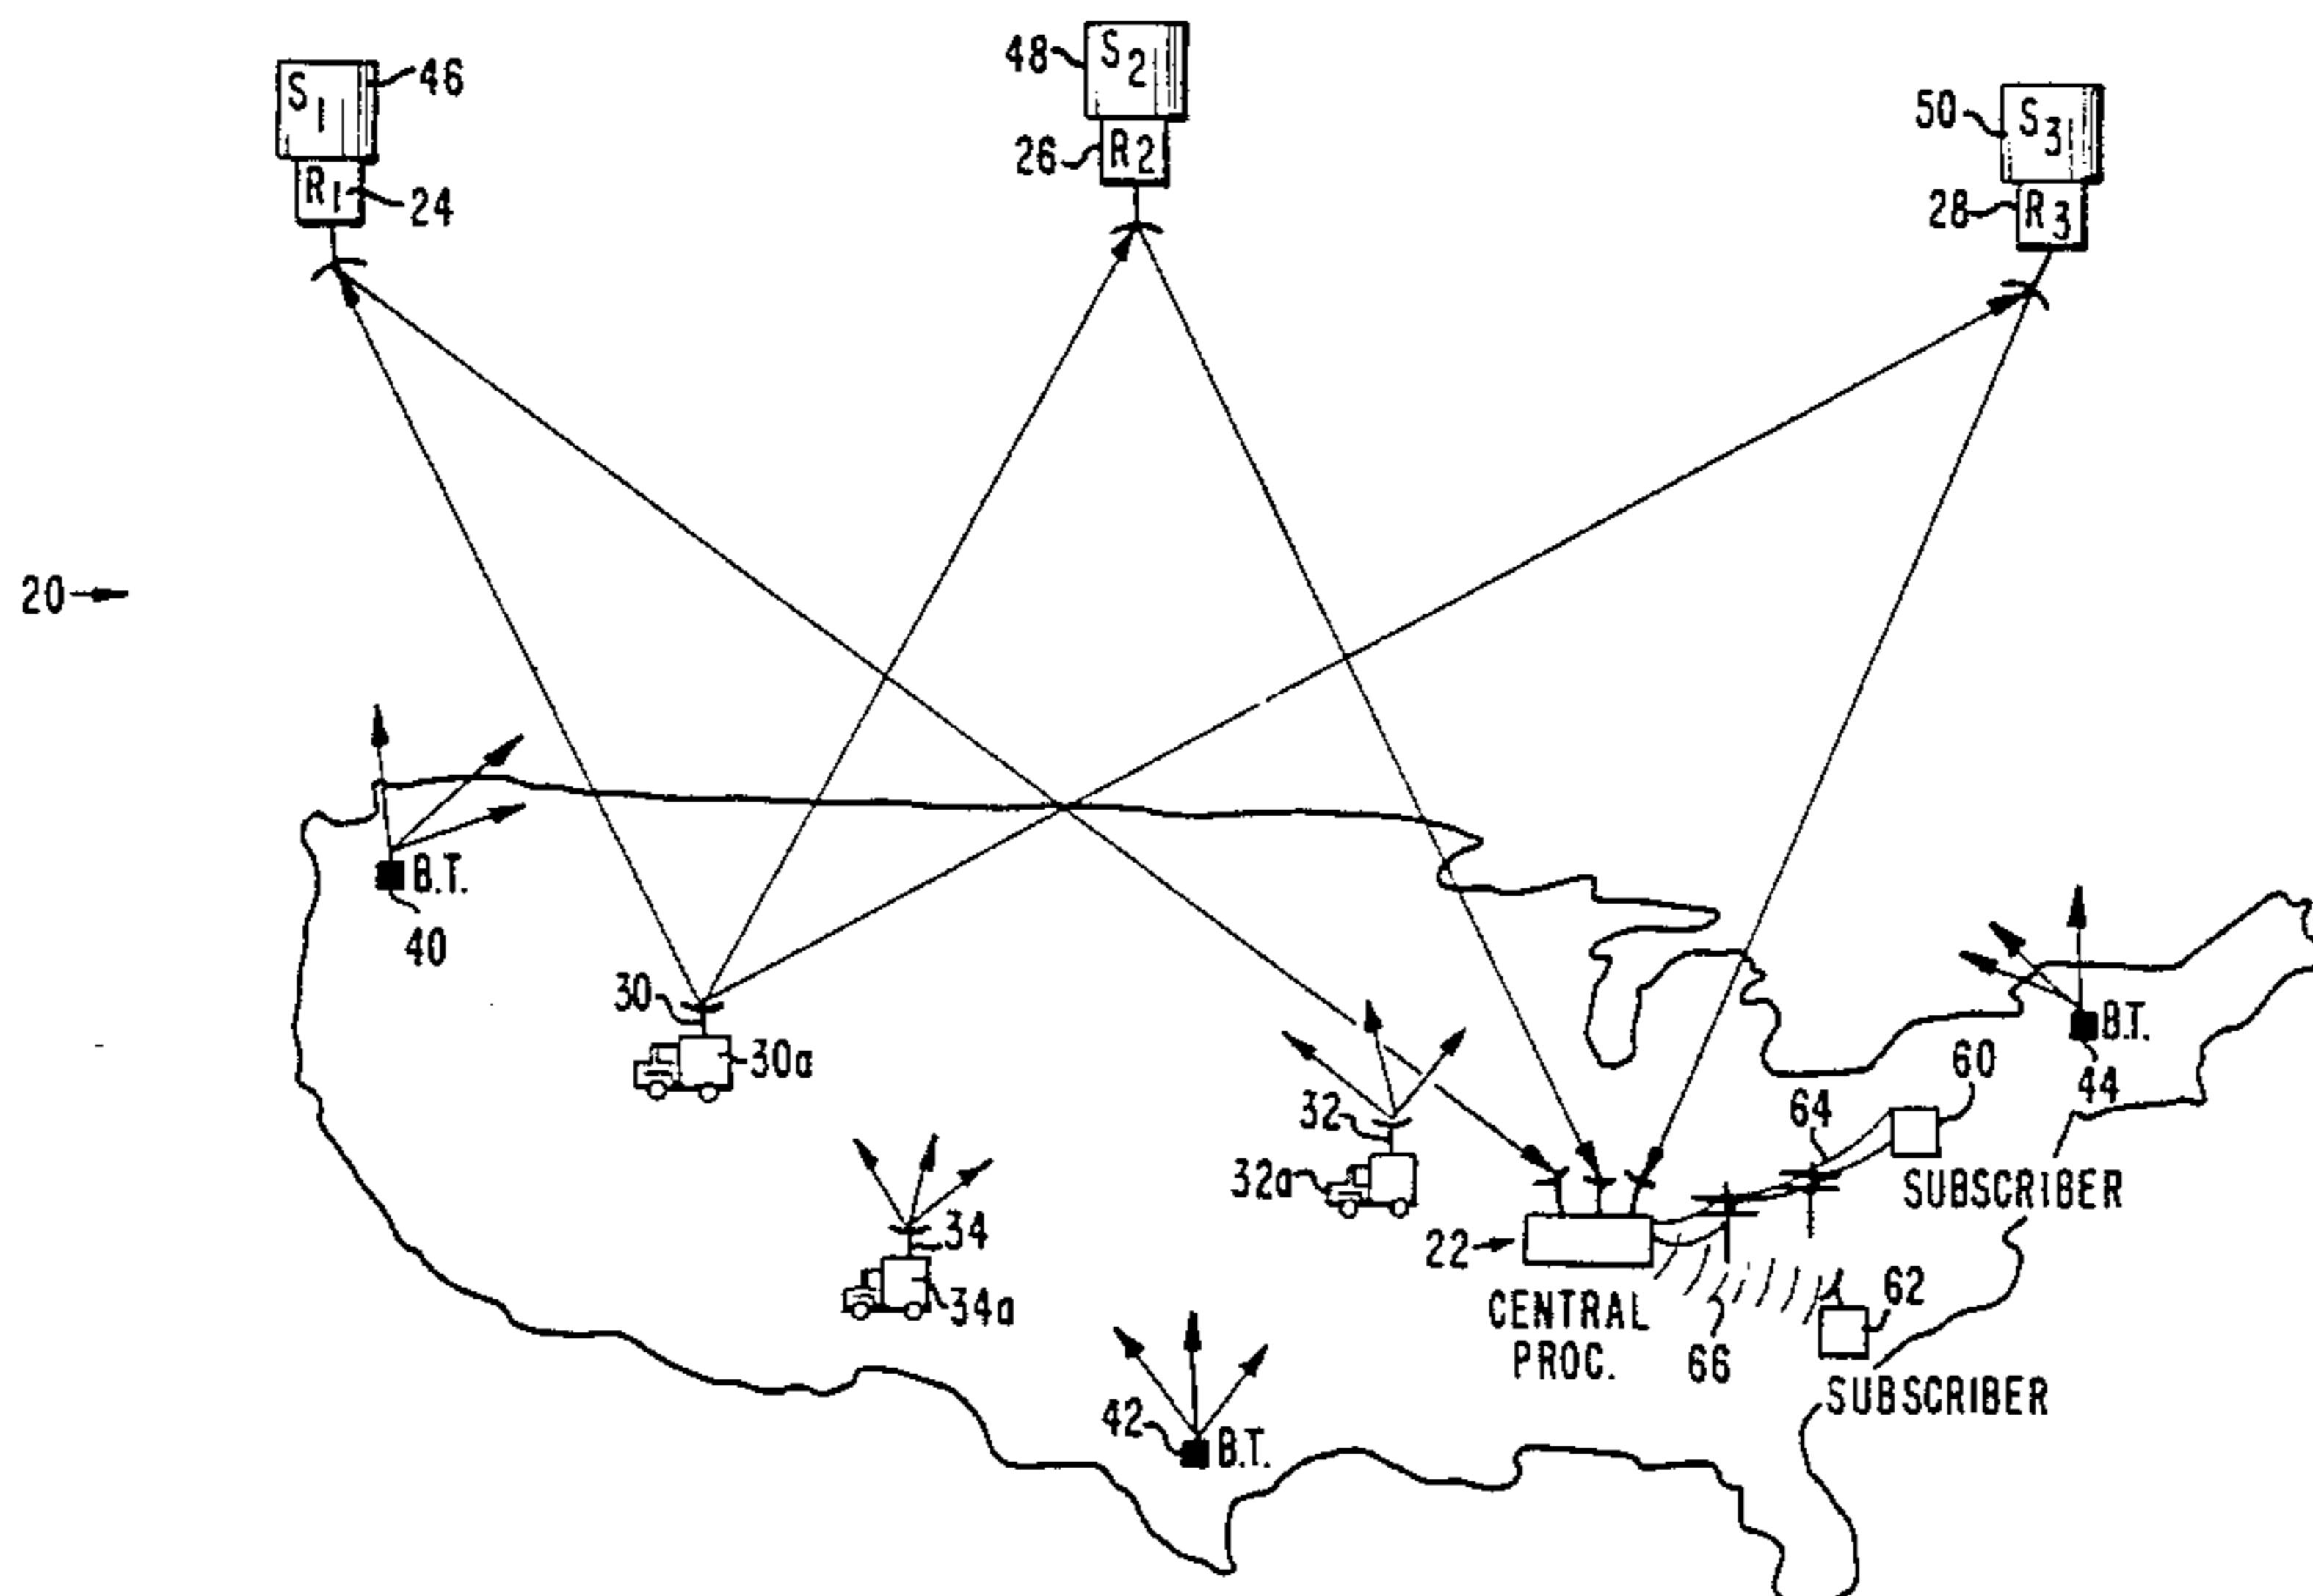 S1
46
48
S2
50
S3
R1
24
26
R2
28
R3
20
B.T.
40
30
30a
B.T.
44
60
64
32
32a
SUBSCRIBER
34
34a
22
CENTRAL
PROC.
62
66
SUBSCRIBER
42
B.T.